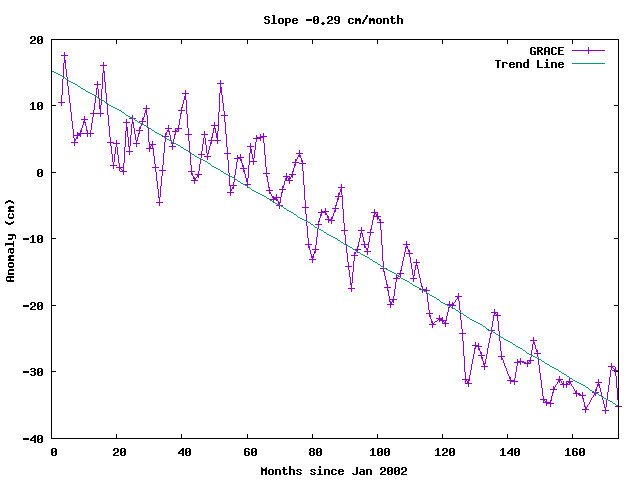 Slope -0.29 cm/month
20
10
0
-10
-20
-30
-40
Anomaly (cm)
GRACE
Trend Line
0 20 40 60 80 100 120 140 160
Months since Jan 2002